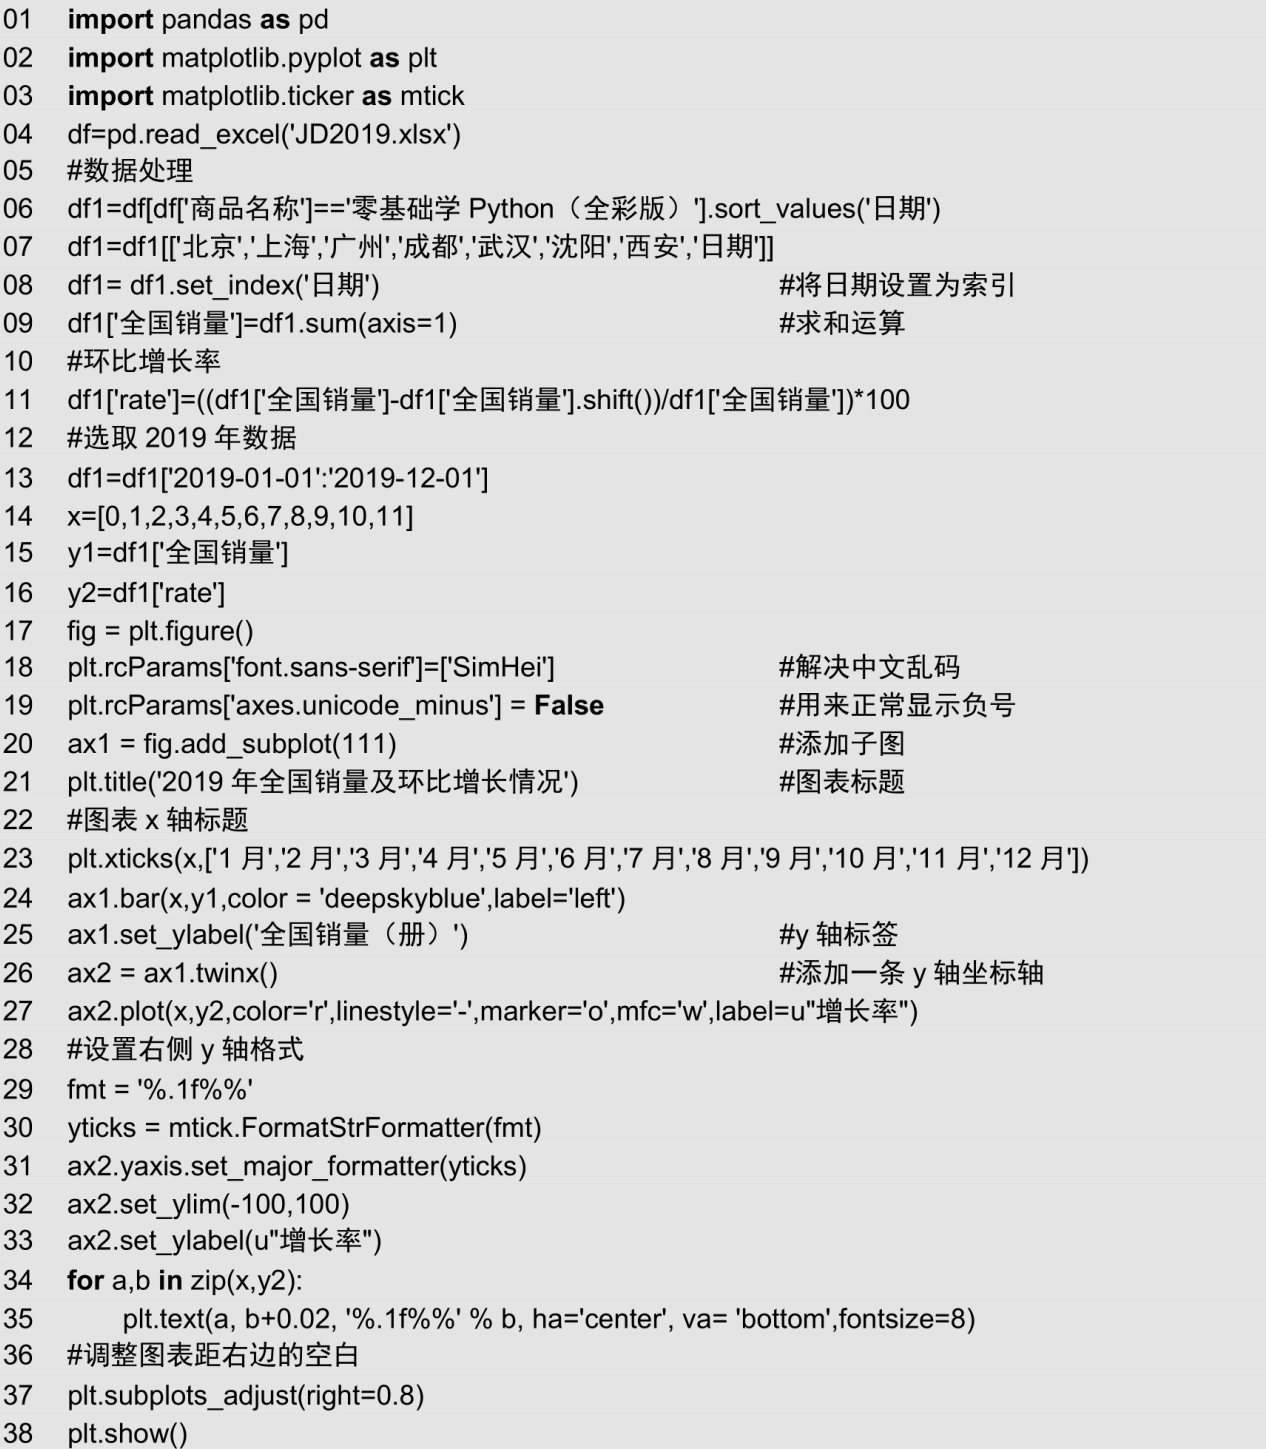 01 import pandas as pd
02 import matplotlib.pyplot as plt
03 import matplotlib.ticker as mtick
04 df=pd.read_excel('JD2019.xlsx')
05 #数据处理
06 df1=df[df['商品名称']=='零基础学 Python（全彩版）'].sort_values('日期')
07 df1=df1[['北京','上海','广州','成都','武汉','沈阳','西安','日期']]
08 df1= df1.set_index('日期') #将日期设置为索引
09 df1['全国销量']=df1.sum(axis=1) #求和运算
10 #环比增长率
11 df1['rate']=((df1['全国销量']-df1['全国销量'].shift())/df1['全国销量'])*100
12 #选取 2019 年数据
13 df1=df1['2019-01-01':'2019-12-01']
14 x=[0,1,2,3,4,5,6,7,8,9,10,11]
15 y1=df1['全国销量']
16 y2=df1['rate']
17 fig = plt.figure()
18 plt.rcParams['font.sans-serif']=['SimHei'] #解决中文乱码
19 plt.rcParams['axes.unicode_minus'] = False #用来正常显示负号
20 ax1 = fig.add_subplot(111) #添加子图
21 plt.title('2019 年全国销量及环比增长情况') #图表标题
22 #图表 x 轴标题
23 plt.xticks(x,['1 月','2 月','3 月','4 月','5 月','6 月','7 月','8 月','9 月','10 月','11 月','12 月'])
24 ax1.bar(x,y1,color = 'deepskyblue',label='left')
25 ax1.set_ylabel('全国销量（册）') #y 轴标签
26 ax2 = ax1.twinx() #添加一条 y 轴坐标轴
27 ax2.plot(x,y2,color='r',linestyle='-',marker='o',mfc='w',label=u"增长率")
28 #设置右侧 y 轴格式
29 fmt = '%.1f%%'
30 yticks = mtick.FormatStrFormatter(fmt)
31 ax2.yaxis.set_major_formatter(yticks)
32 ax2.set_ylim(-100,100)
33 ax2.set_ylabel(u"增长率")
34 for a,b in zip(x,y2):
35 plt.text(a, b+0.02, '%.1f%%' % b, ha='center', va= 'bottom',fontsize=8)
36 #调整图表距右边的空白
37 plt.subplots_adjust(right=0.8)
38 plt.show()